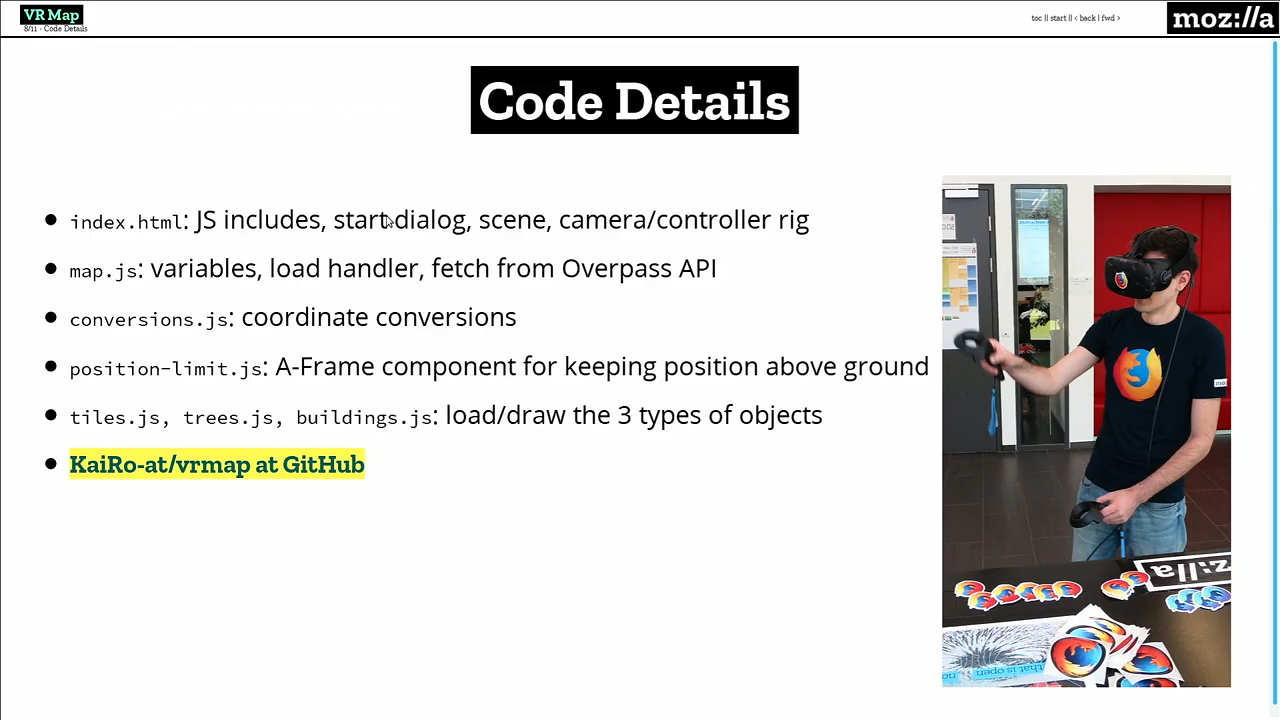 VR Map
8/11 - Code Details
toc || start || < back | fwd >
moz://a
Code Details
index.html: JS includes, start dialog, scene, camera/controller rig
map.js: variables, load handler, fetch from Overpass API
conversions.js: coordinate conversions
position-limit.js: A-Frame component for keeping position above ground
tiles.js, trees.js, buildings.js: load/draw the 3 types of objects
KaiRo-at/vrmap at GitHub
that is open